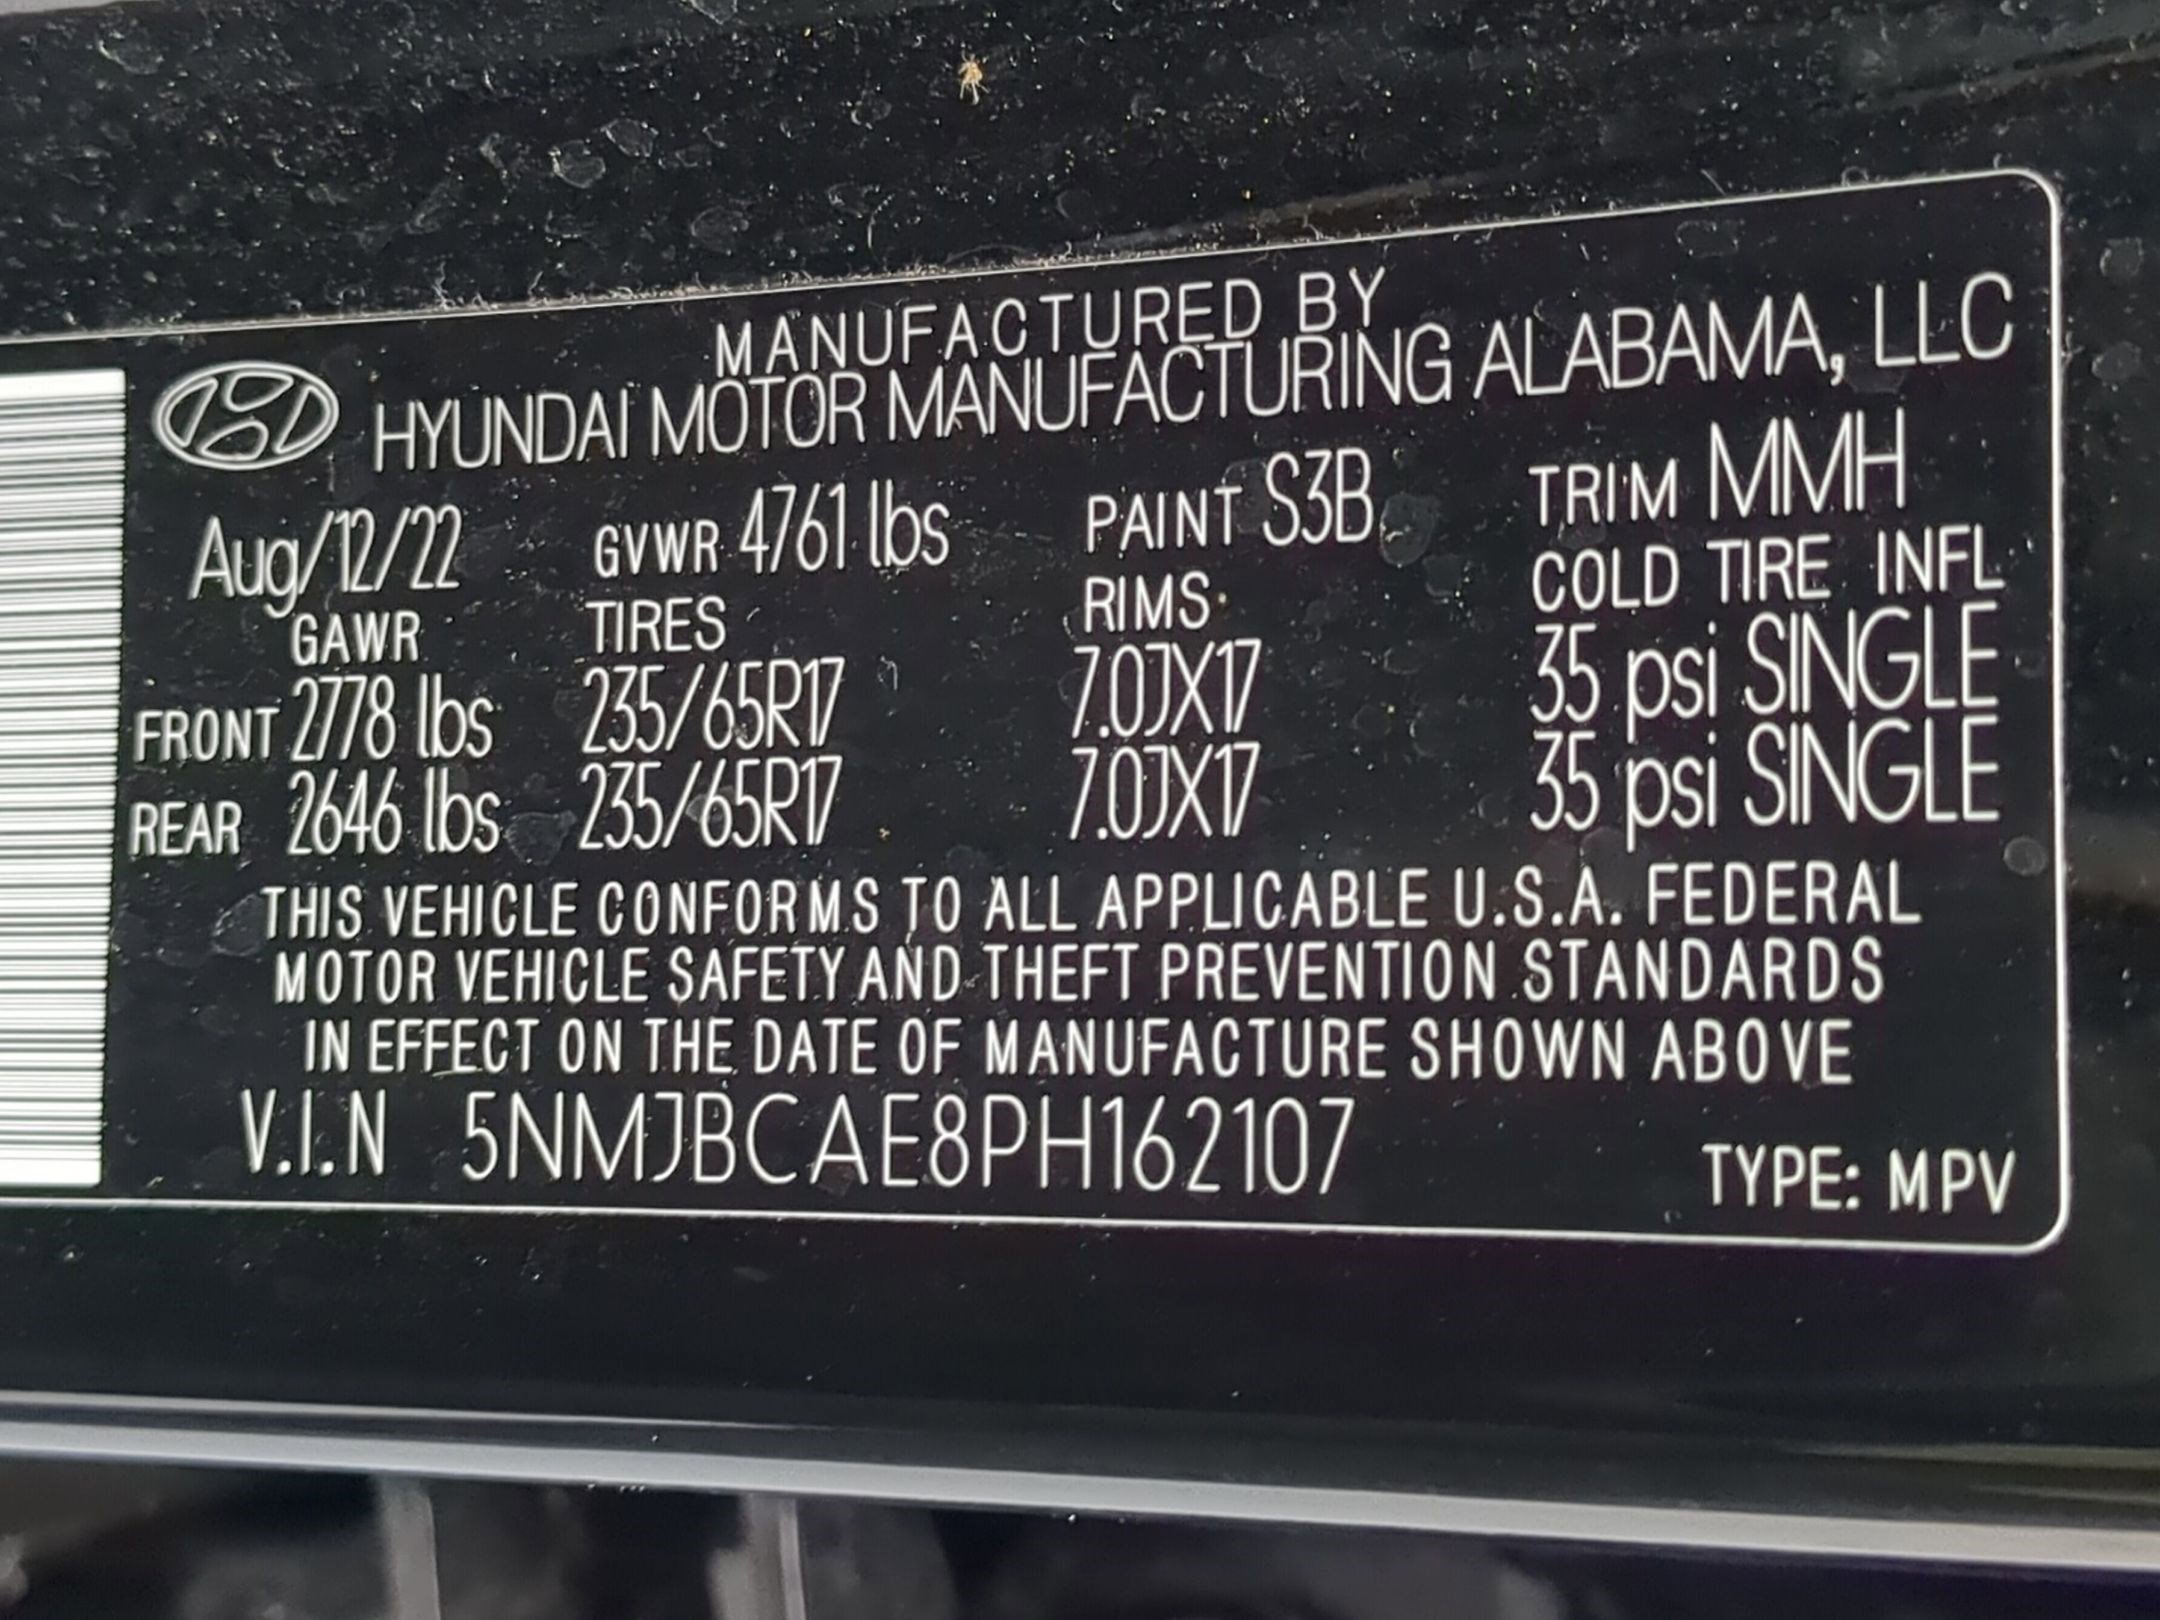 MANUFACTURED BY
HYUNDAI MOTOR MANUFACTURING ALABAMA, LLC
Aug/12/22 GVWR 4761 lbs PAINT S3B TRIM MMH
GAWR TIRES RIMS COLD TIRE INFL
FRONT 2778 lbs 235/65R17 7.0JX17 35 psi SINGLE
REAR 2646 lbs 235/65R17 7.0JX17 35 psi SINGLE
THIS VEHICLE CONFORMS TO ALL APPLICABLE U.S.A. FEDERAL
MOTOR VEHICLE SAFETY AND THEFT PREVENTION STANDARDS
IN EFFECT ON THE DATE OF MANUFACTURE SHOWN ABOVE
V.I.N 5NMJBCAE8PH162107 TYPE: MPV